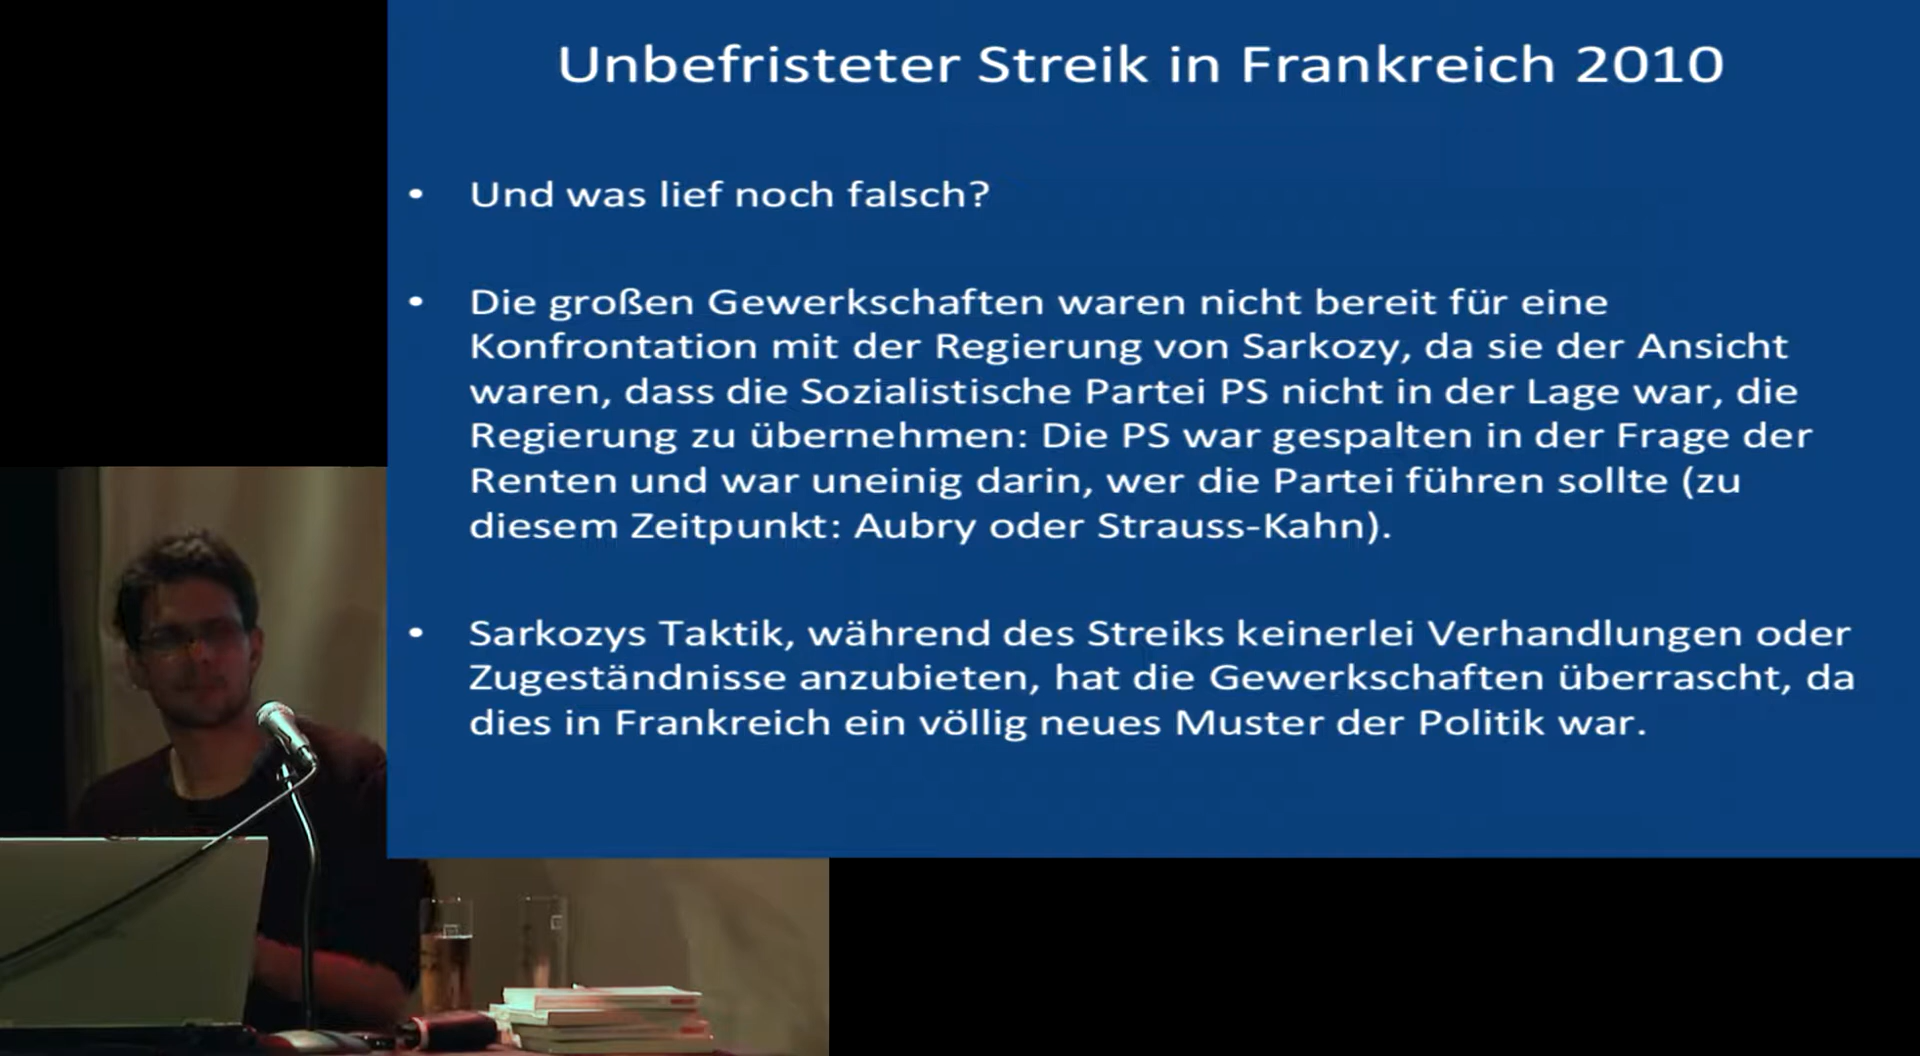 Unbefristeter Streik in Frankreich 2010
• Und was lief noch falsch?
• Die großen Gewerkschaften waren nicht bereit für eine
Konfrontation mit der Regierung von Sarkozy, da sie der Ansicht
waren, dass die Sozialistische Partei PS nicht in der Lage war, die
Regierung zu übernehmen: Die PS war gespalten in der Frage der
Renten und war uneinig darin, wer die Partei führen sollte (zu
diesem Zeitpunkt: Aubry oder Strauss-Kahn).
• Sarkozys Taktik, während des Streiks keinerlei Verhandlungen oder
Zugeständnisse anzubieten, hat die Gewerkschaften überrascht, da
dies in Frankreich ein völlig neues Muster der Politik war.